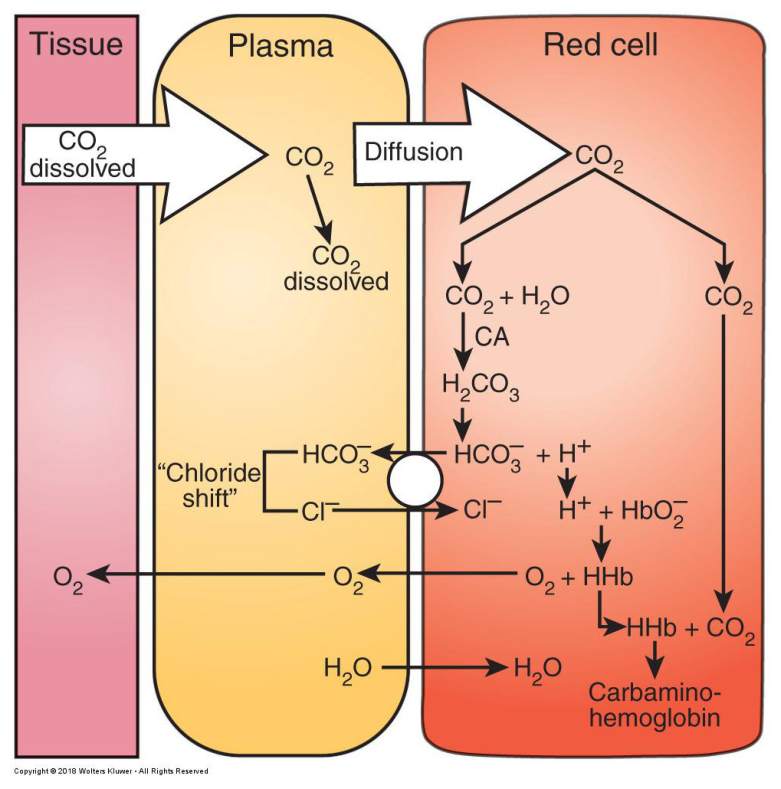 Tissue
Plasma
Red cell
CO₂
dissolved
CO₂
Diffusion
CO₂
CO₂
dissolved
CO₂ + H₂O
CO₂
CA
H₂CO₃
HCO₃⁻
HCO₃⁻ + H⁺
“Chloride
shift”
Cl⁻
Cl⁻
H⁺ + HbO₂⁻
O₂
O₂
O₂ + HHb
HHb + CO₂
H₂O
H₂O
Carbamino-
hemoglobin
Copyright © 2018 Wolters Kluwer • All Rights Reserved